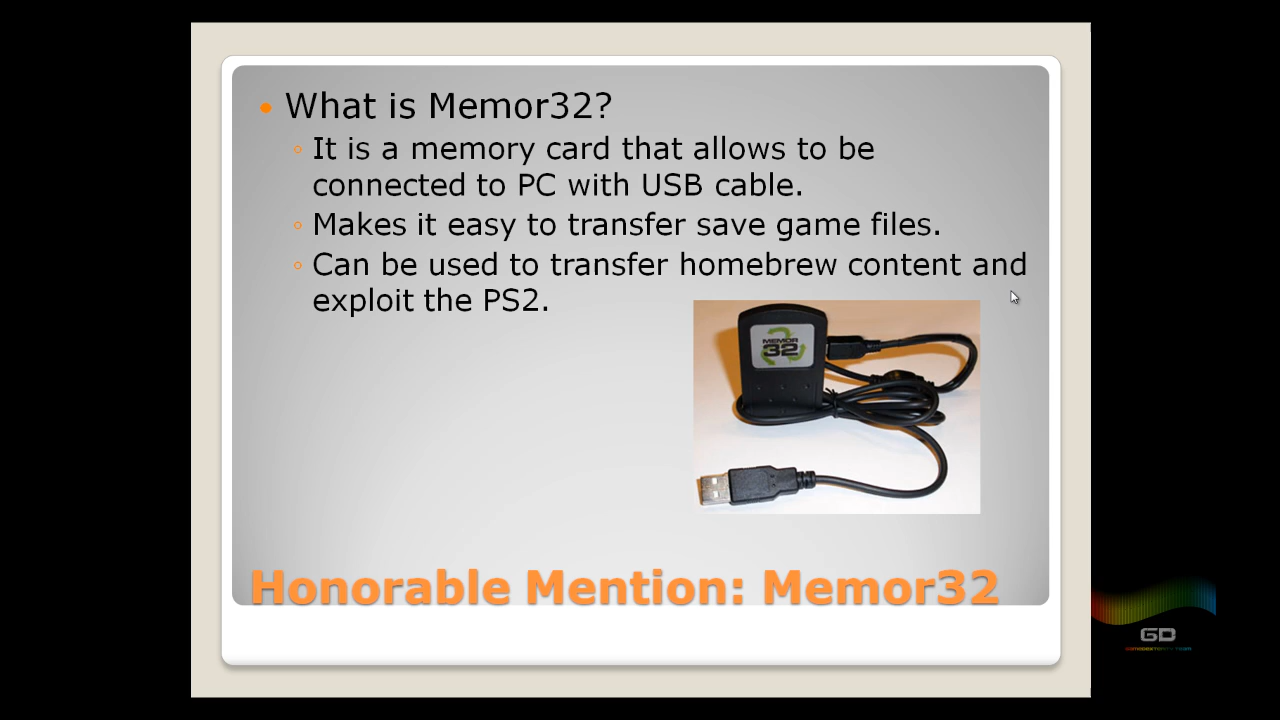 What is Memor32?
It is a memory card that allows to be
connected to PC with USB cable.
Makes it easy to transfer save game files.
Can be used to transfer homebrew content and
exploit the PS2.
MEMOR
32
Honorable Mention: Memor32
GD